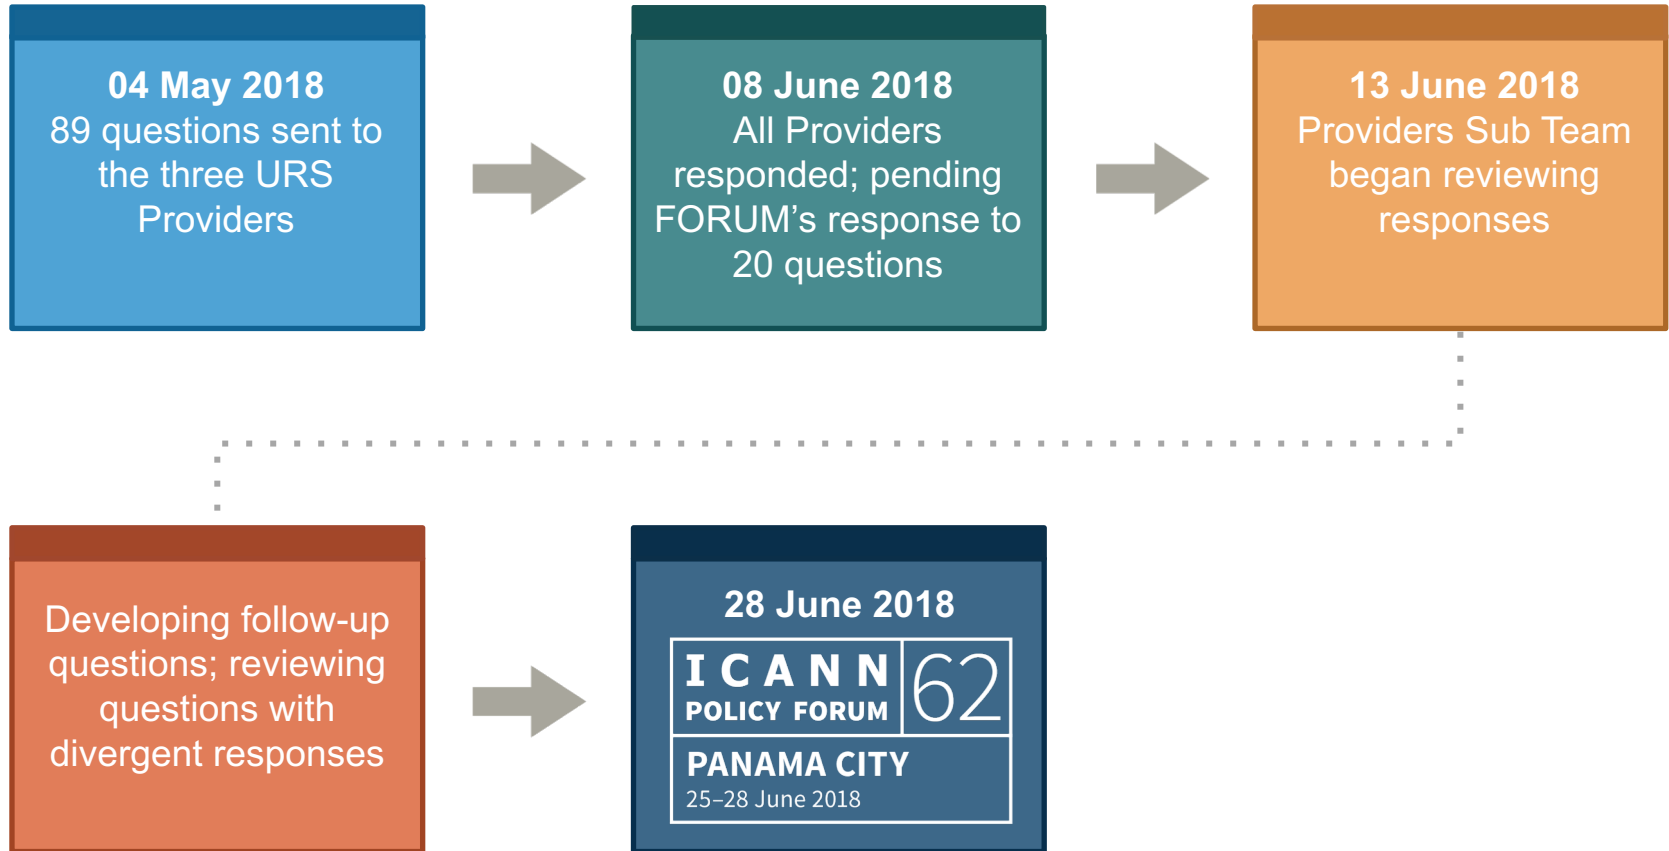 04 May 2018
89 questions sent to
the three URS
Providers
08 June 2018
All Providers
responded; pending
FORUM’s response to
20 questions
13 June 2018
Providers Sub Team
began reviewing
responses
Developing follow-up
questions; reviewing
questions with
divergent responses
28 June 2018
ICANN
POLICY FORUM
62
PANAMA CITY
25–28 June 2018